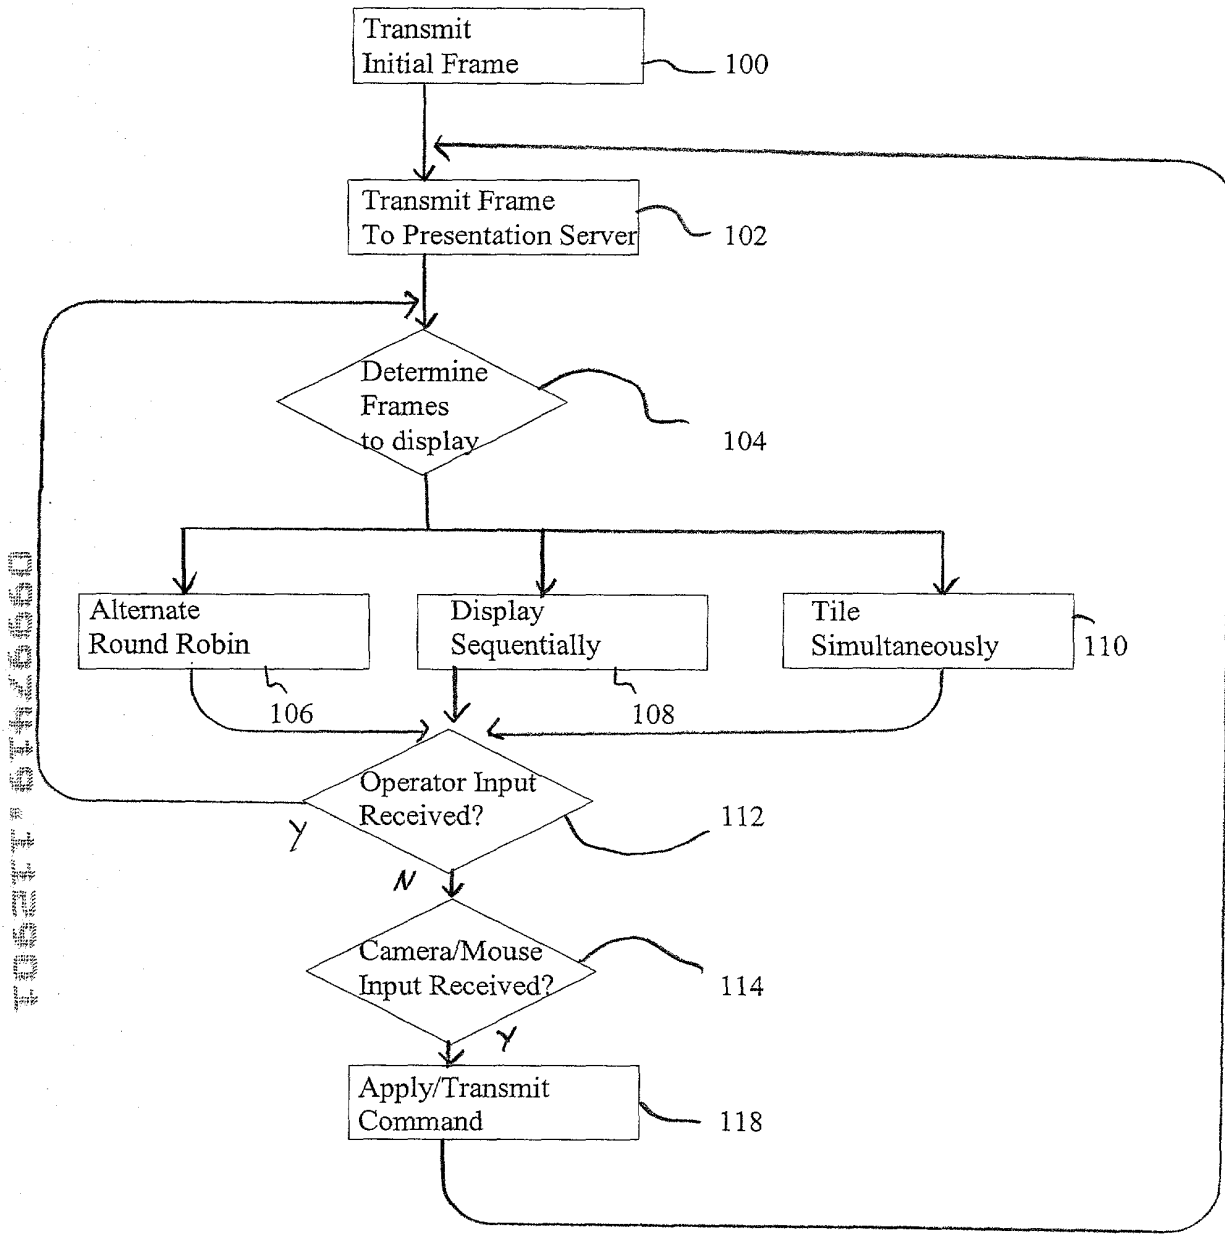 Transmit
Initial Frame
100
Transmit Frame
To Presentation Server
102
Determine
Frames
to display
104
Alternate
Round Robin
106
Display
Sequentially
108
Tile
Simultaneously
110
Operator Input
Received?
112
Y
N
Camera/Mouse
Input Received?
114
Y
Apply/Transmit
Command
118
09997419.112901